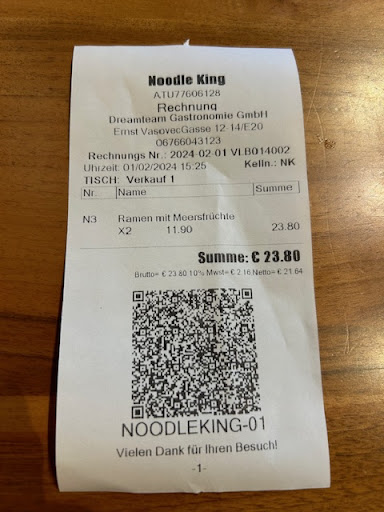 Noodle King
ATU77606128
Rechnung
Dreamteam Gastronomie GmbH
Ernst VasovecGasse 12-14/E20
06766043123
Rechnungs Nr.: 2024-02-01 VLB014002
Uhrzeit: 01/02/2024 15:25 Kelln.: NK
TISCH: Verkauf 1
Nr. Name Summe
N3 Ramen mit Meersfrüchte
X2 11.90 23.80
Summe: € 23.80
Brutto= € 23.80 10% Mwst= € 2.16 Netto= € 21.64
NOODLEKING-01
Vielen Dank für Ihren Besuch!
-1-